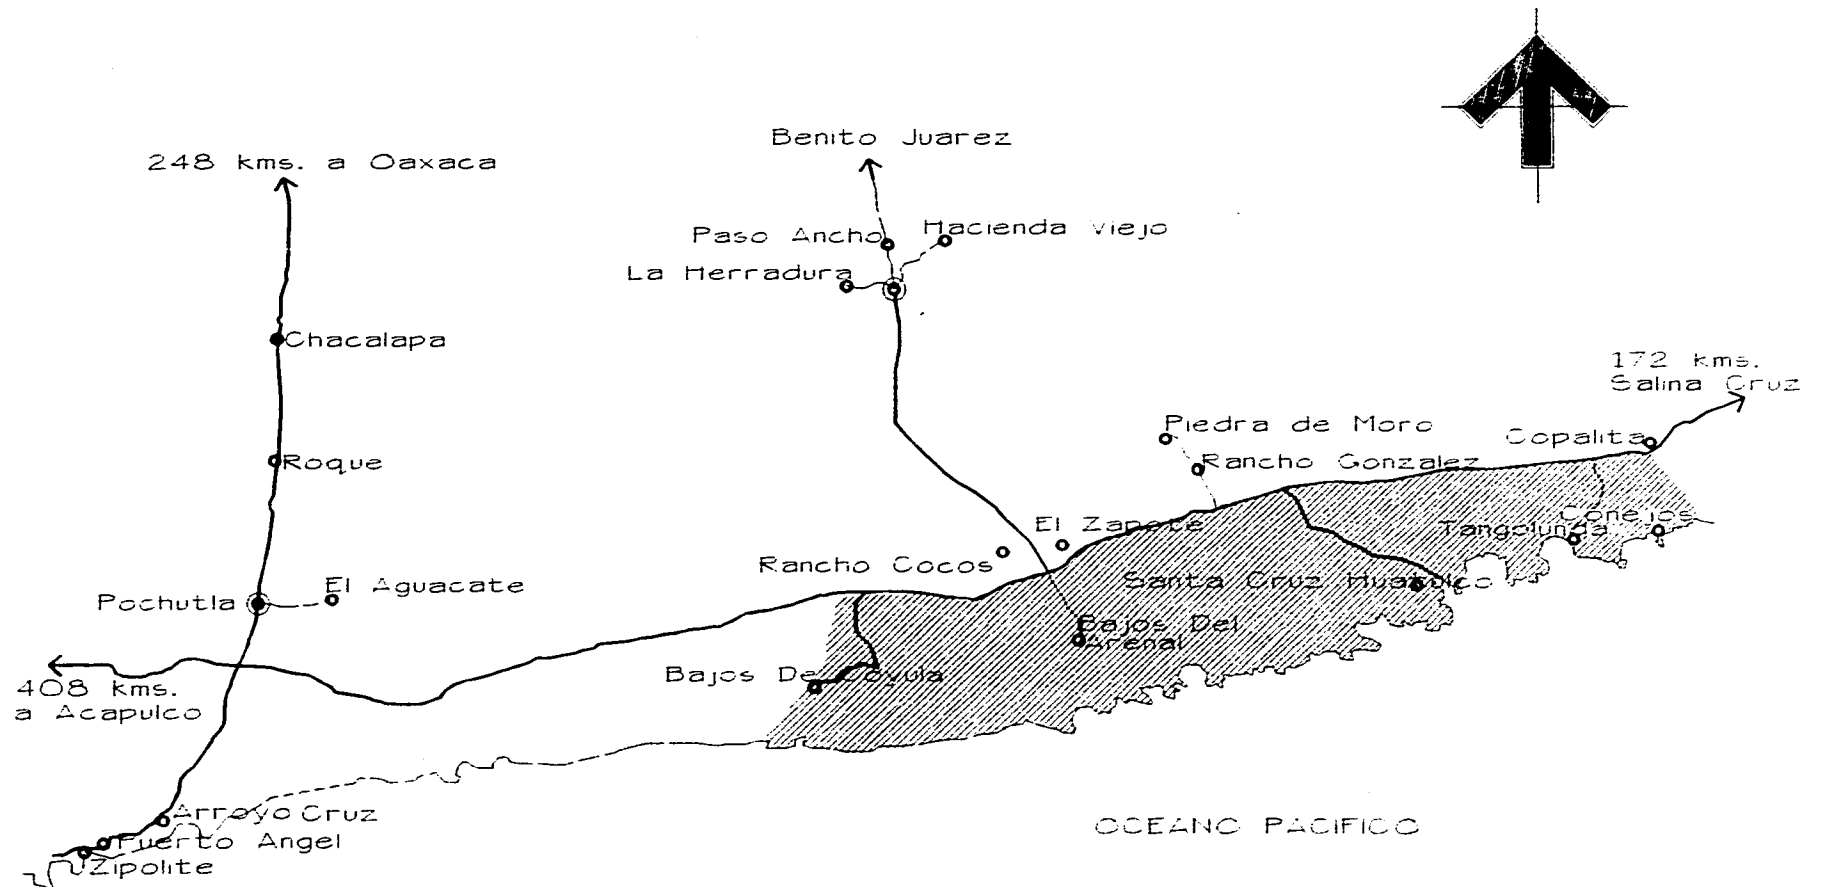 Benito Juarez
248 kms. a Oaxaca
Paso Ancho
Hacienda Viejo
La Herradura
Chacalapa
172 kms.
Salina Cruz
Piedra de Moro
Copalita
Roque
Rancho Gonzalez
Conejos
El Zapote
Tangolunda
Rancho Cocos
Santa Cruz Huatulco
El Aguacate
Pochutla
Bajos Del
Arenal
Bajos De Coyula
408 kms.
a Acapulco
Arroyo Cruz
Puerto Angel
Zipolite
OCEANO PACIFICO